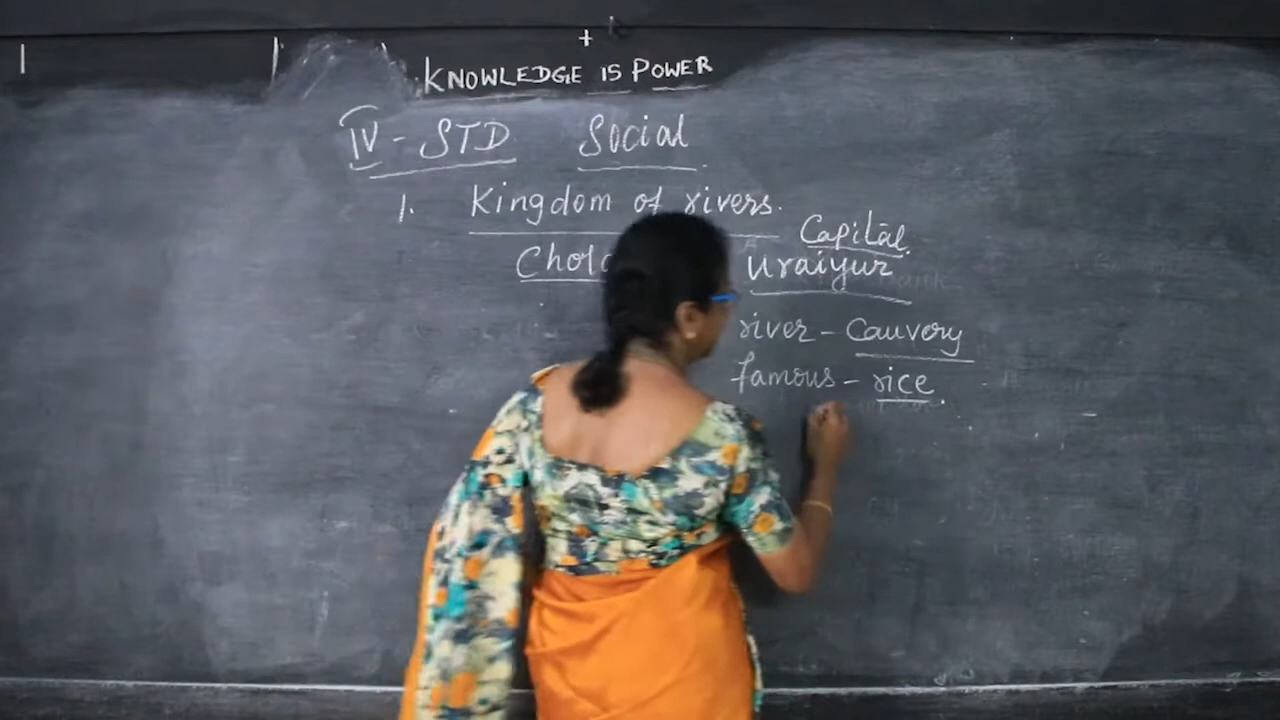 +
KNOWLEDGE IS POWER
IV - STD Social
1. Kingdom of rivers.
Capital.
Uraiyur
river - Cauvery
famous - rice.